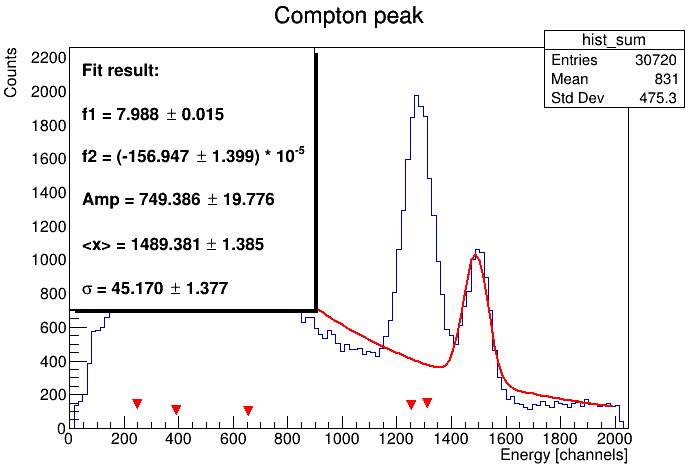 Compton peak
hist_sum
Entries 30720
Mean 831
Std Dev 475.3
Counts
2200
2000
1800
1600
1400
1200
1000
800
600
400
200
0
Fit result:
f1 = 7.988 ± 0.015
f2 = (-156.947 ± 1.399) * 10^-5
Amp = 749.386 ± 19.776
<x> = 1489.381 ± 1.385
σ = 45.170 ± 1.377
0 200 400 600 800 1000 1200 1400 1600 1800 2000
Energy [channels]